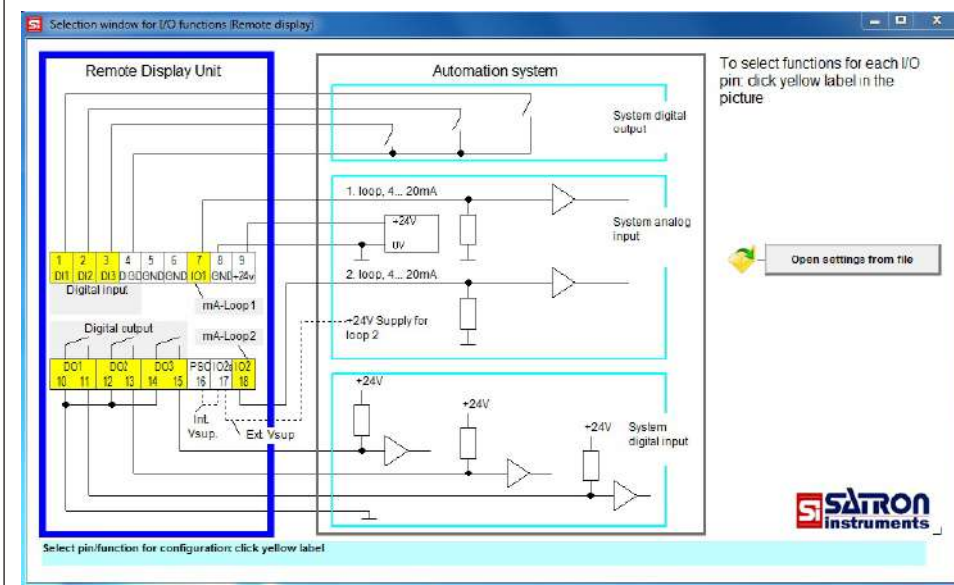 Selection window for I/O functions (Remote display)
Remote Display Unit
Automation system
To select functions for each I/O
pin: click yellow label in the
picture
System digital
output
1. loop, 4... 20mA
+24V
0V
System analog
input
1 2 3 4 5 6 7 8 9
DI1 DI2 DI3 DIGD GND GND IO1 GND +24v
Digital input
mA-Loop1
2. loop, 4... 20mA
Open settings from file
Digital output
mA-Loop2
+24V Supply for
loop 2
DO1 DO2 DO3 PSO IO2s IO2
10 11 12 13 14 15 16 17 18
Int.
Vsup.
Ext. Vsup
+24V
+24V
+24V
System
digital input
SATRON
instruments
Select pin/function for configuration: click yellow label